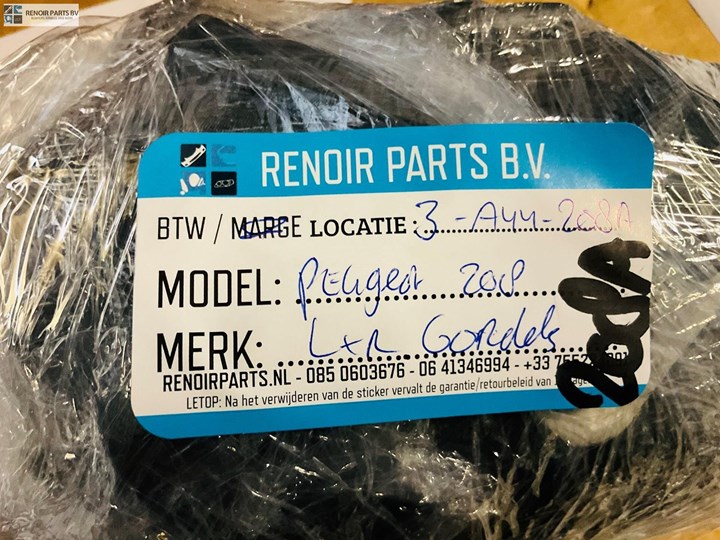 RENOIR PARTS BV
RENOIR PARTS B.V.
BTW / MARGE LOCATIE: 3-A44-208A
MODEL: PEUgeot 2008
MERK: L+R GORDELS
RENOIRPARTS.NL - 085 0603676 - 06 41346994 - +33
LETOP: Na het verwijderen van de sticker vervalt de garantie/retourbeleid van
208A